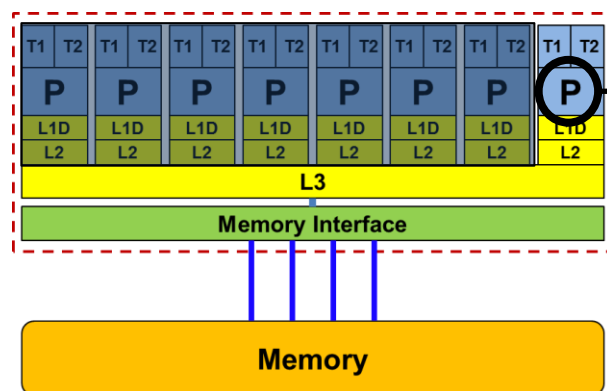 T1 T2 T1 T2 T1 T2 T1 T2 T1 T2 T1 T2 T1 T2 T1 T2
P P P P P P P P
L1D L1D L1D L1D L1D L1D L1D L1D
L2 L2 L2 L2 L2 L2 L2 L2
L3
Memory Interface
Memory